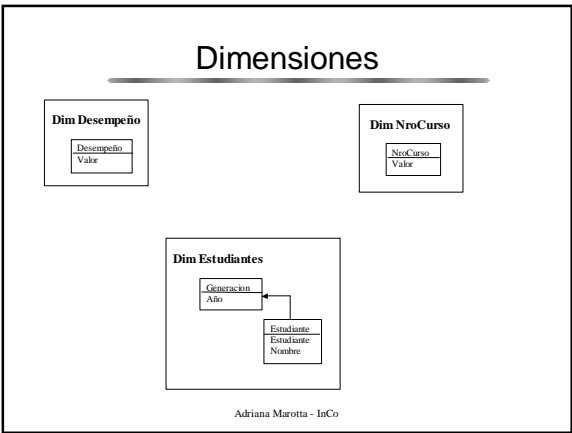 Dimensiones
Dim Desempeño
Desempeño
Valor
Dim NroCurso
NroCurso
Valor
Dim Estudiantes
Generacion
Año
Estudiante
Estudiante
Nombre
Adriana Marotta - InCo